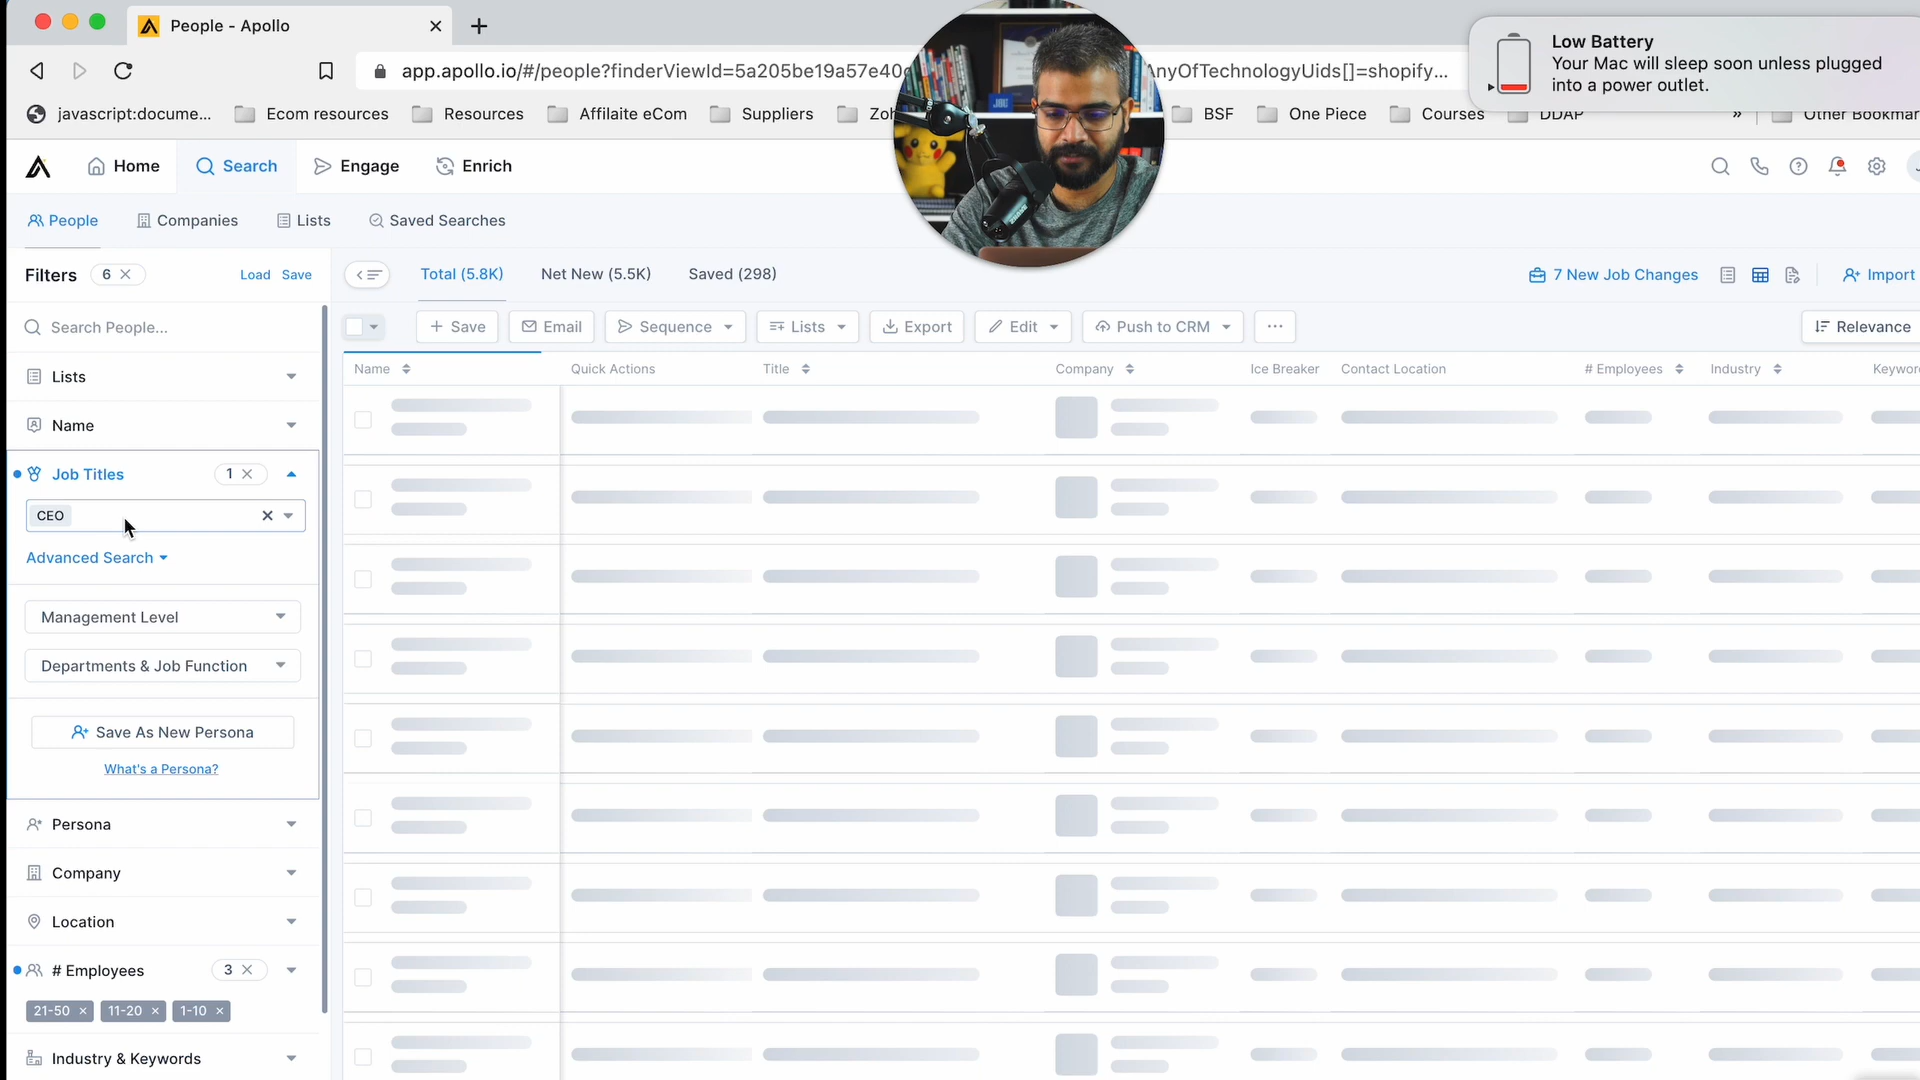 People - Apollo
Low Battery
Your Mac will sleep soon unless plugged
into a power outlet.
app.apollo.io/#/people?finderViewId=5a205be19a57e40
AnyOfTechnologyUids[]=shopify...
javascript:docume...
Ecom resources
Resources
Affilaite eCom
Suppliers
Zoh
BSF
One Piece
Courses
DDAP
»
Other Bookmar
Home
Search
Engage
Enrich
People
Companies
Lists
Saved Searches
Filters
6
Load
Save
Total (5.8K)
Net New (5.5K)
Saved (298)
7 New Job Changes
Import
Search People...
+ Save
Email
Sequence
Lists
Export
Edit
Push to CRM
...
Relevance
Name
Quick Actions
Title
Company
Ice Breaker
Contact Location
# Employees
Industry
Keywor
Lists
Name
Job Titles
1
CEO
Advanced Search
Management Level
Departments & Job Function
Save As New Persona
What's a Persona?
Persona
Company
Location
# Employees
3
21-50
11-20
1-10
Industry & Keywords